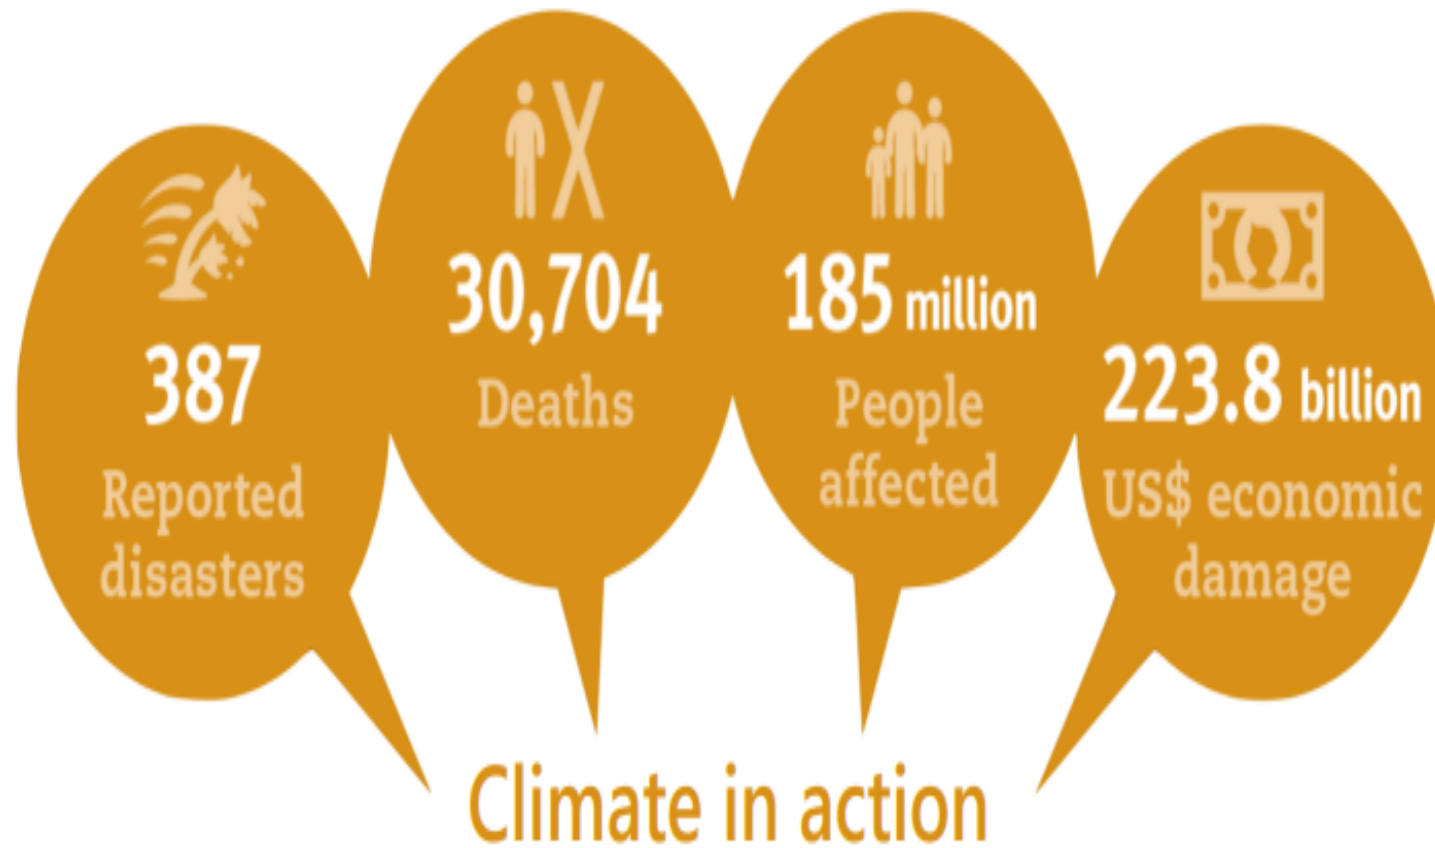 387
Reported
disasters
30,704
Deaths
185 million
People
affected
223.8 billion
US$ economic
damage
Climate in action